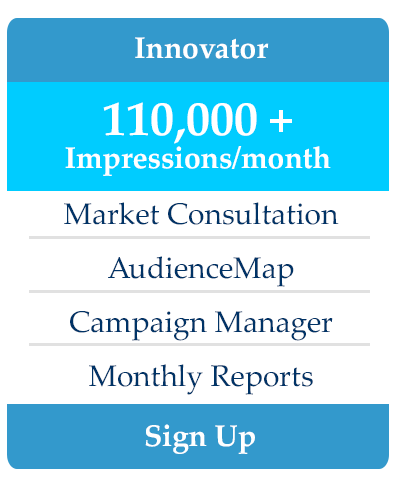 Innovator
110,000 +
Impressions/month
Market Consultation
AudienceMap
Campaign Manager
Monthly Reports
Sign Up